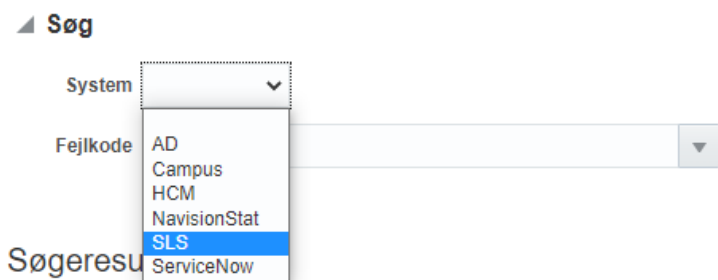 Søg
System
Fejlkode
AD
Campus
HCM
NavisionStat
SLS
ServiceNow
Søgeresu